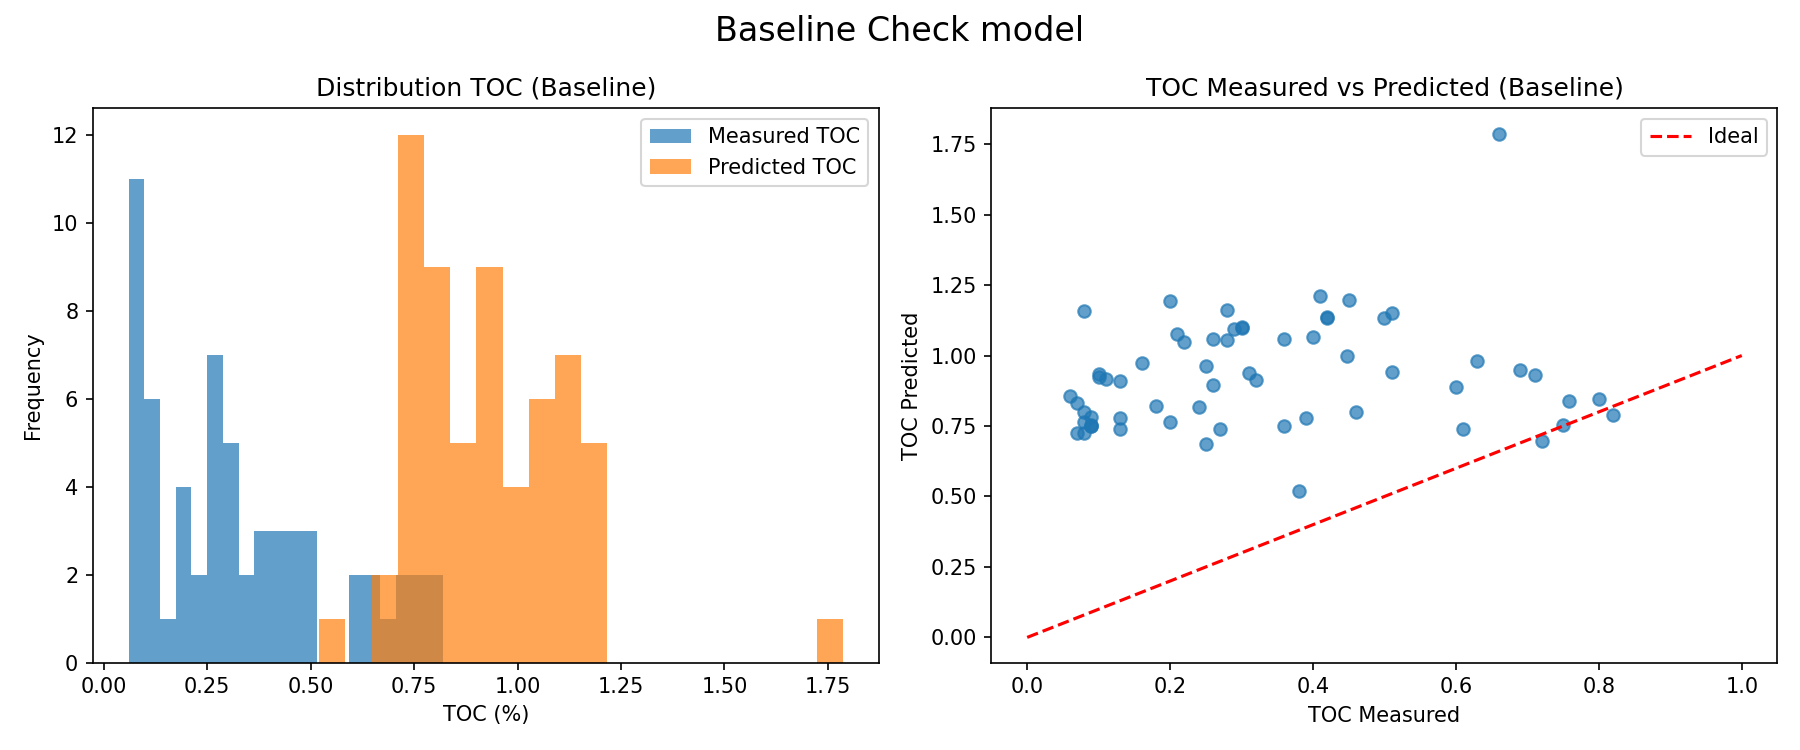 Baseline Check model
Distribution TOC (Baseline)
Measured TOC
Predicted TOC
12
10
8
6
4
2
0
Frequency
0.00 0.25 0.50 0.75 1.00 1.25 1.50 1.75
TOC (%)
TOC Measured vs Predicted (Baseline)
Ideal
1.75
1.50
1.25
1.00
0.75
0.50
0.25
0.00
TOC Predicted
0.0 0.2 0.4 0.6 0.8 1.0
TOC Measured